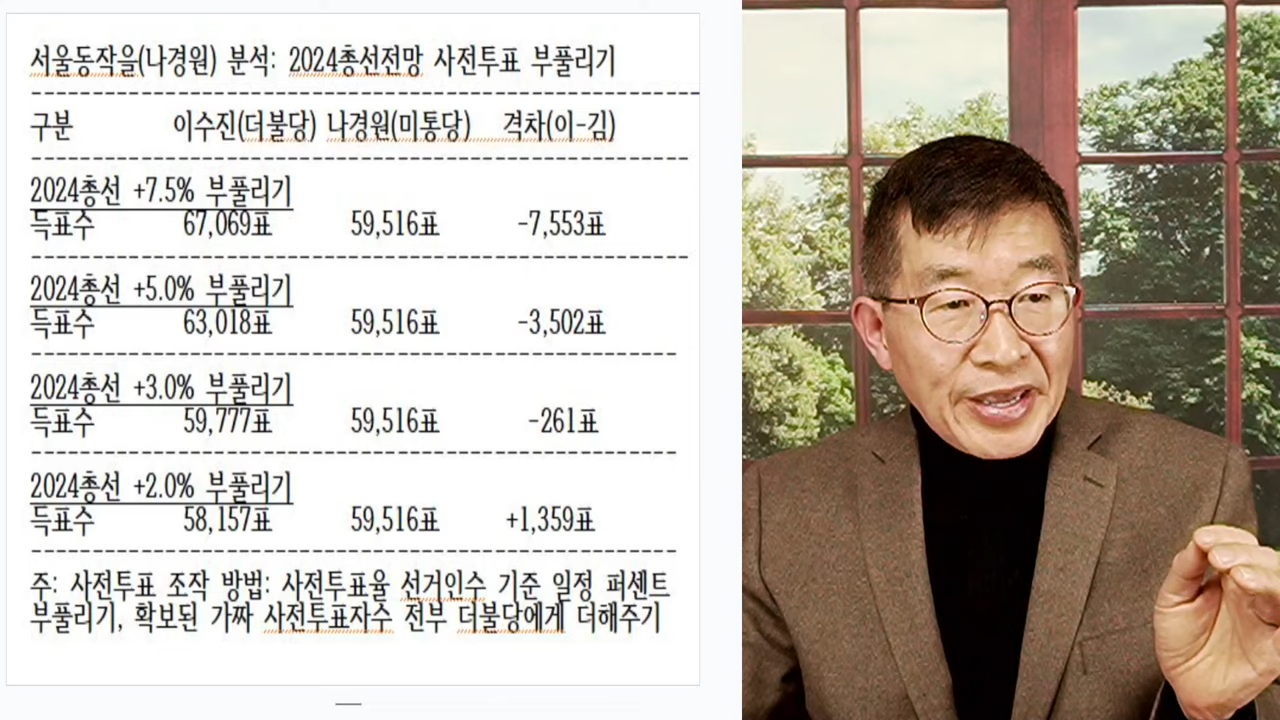 서울동작을(나경원) 분석: 2024총선전망 사전투표 부풀리기
구분 이수진(더불당) 나경원(미통당) 격차(이-김)
2024총선 +7.5% 부풀리기
득표수 67,069표 59,516표 -7,553표
2024총선 +5.0% 부풀리기
득표수 63,018표 59,516표 -3,502표
2024총선 +3.0% 부풀리기
득표수 59,777표 59,516표 -261표
2024총선 +2.0% 부풀리기
득표수 58,157표 59,516표 +1,359표
주: 사전투표 조작 방법: 사전투표율 선거인스 기준 일정 퍼센트
부풀리기, 확보된 가짜 사전투표자수 전부 더불당에게 더해주기